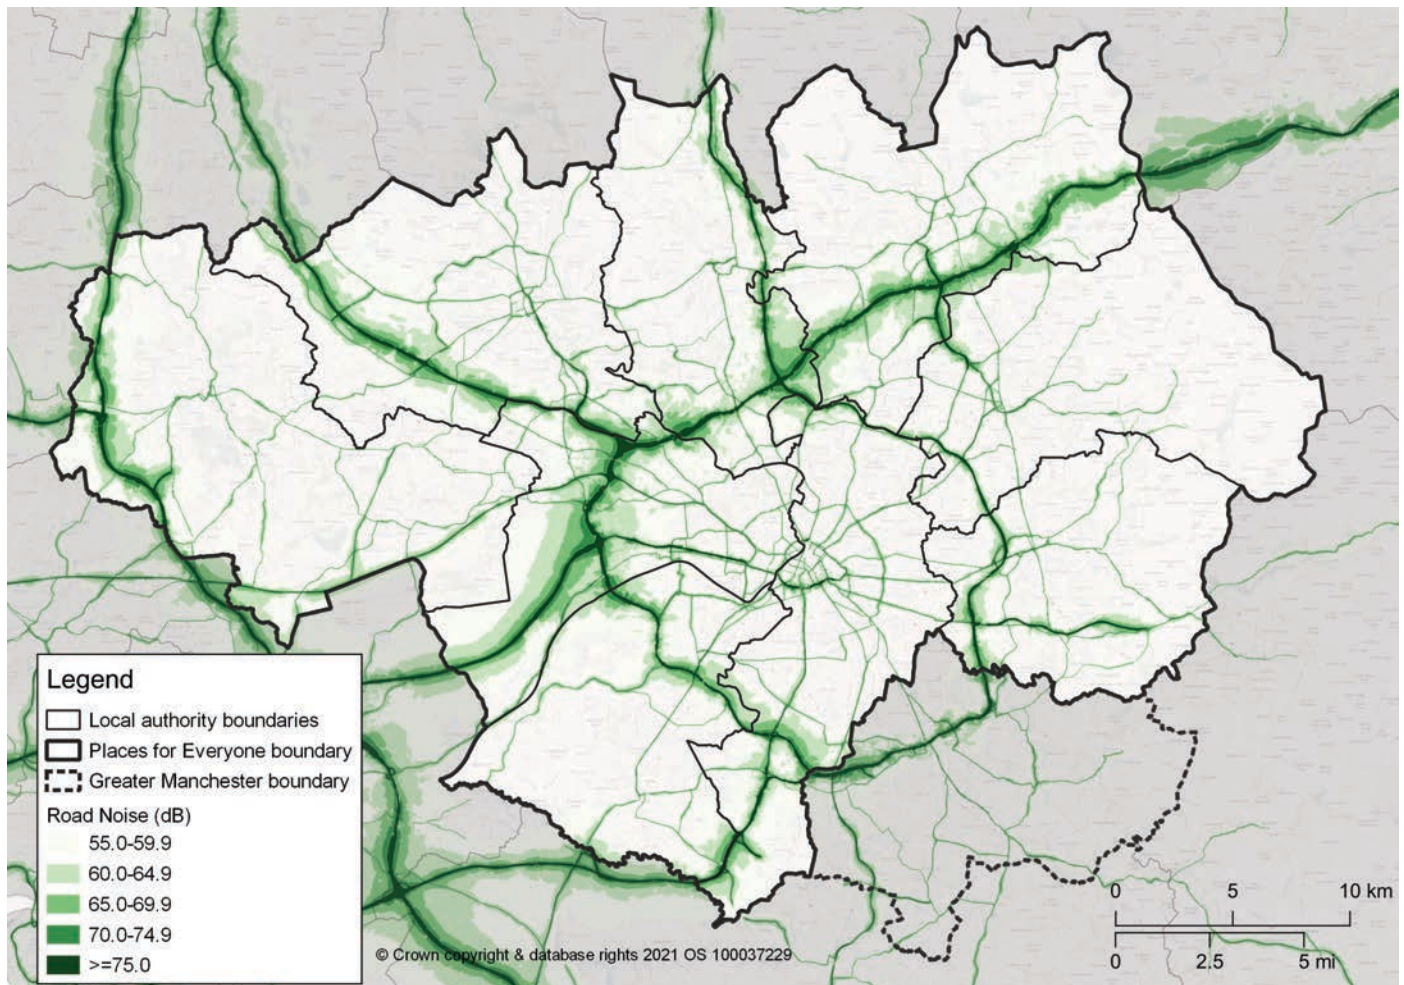 Legend
Local authority boundaries
Places for Everyone boundary
Greater Manchester boundary
Road Noise (dB)
55.0-59.9
60.0-64.9
65.0-69.9
70.0-74.9
>=75.0
© Crown copyright & database rights 2021 OS 100037229
0 5 10 km
0 2.5 5 mi